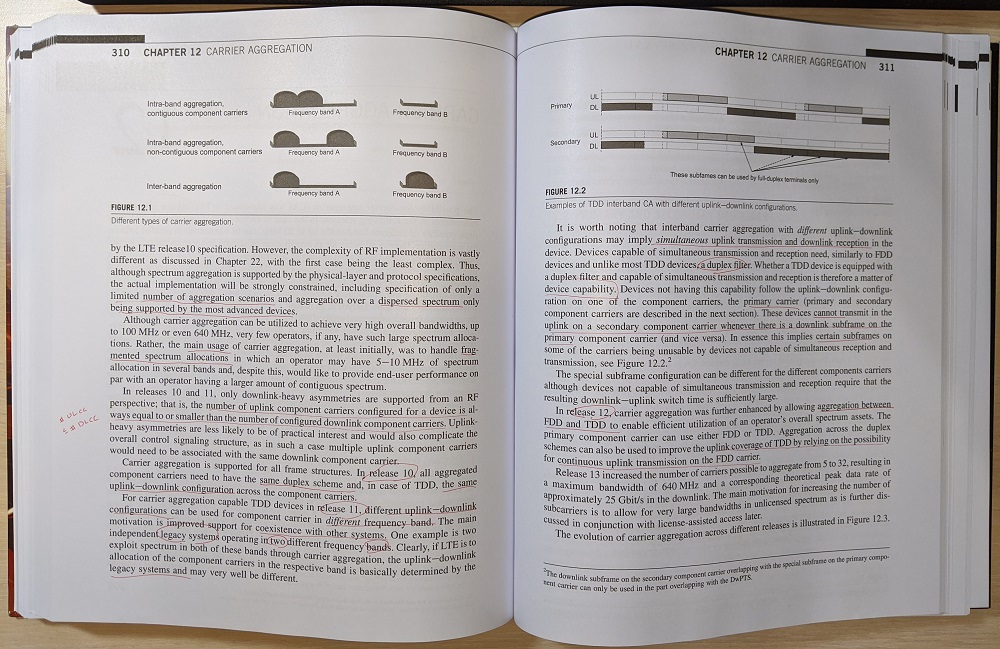 310 CHAPTER 12 CARRIER AGGREGATION
Intra-band aggregation,
contiguous component carriers
Frequency band A
Frequency band B
Intra-band aggregation,
non-contiguous component carriers
Frequency band A
Frequency band B
Inter-band aggregation
Frequency band A
Frequency band B
FIGURE 12.1
Different types of carrier aggregation.
by the LTE release 10 specification. However, the complexity of RF implementation is vastly
different as discussed in Chapter 22, with the first case being the least complex. Thus,
although spectrum aggregation is supported by the physical-layer and protocol specifications,
the actual implementation will be strongly constrained, including specification of only a
limited number of aggregation scenarios and aggregation over a dispersed spectrum only
being supported by the most advanced devices.
Although carrier aggregation can be utilized to achieve very high overall bandwidths, up
to 100 MHz or even 640 MHz, very few operators, if any, have such large spectrum alloca-
tions. Rather, the main usage of carrier aggregation, at least initially, was to handle frag-
mented spectrum allocations in which an operator may have 5–10 MHz of spectrum
allocation in several bands and, despite this, would like to provide end-user performance on
par with an operator having a larger amount of contiguous spectrum.
In releases 10 and 11, only downlink-heavy asymmetries are supported from an RF
perspective; that is, the number of uplink component carriers configured for a device is al-
ways equal to or smaller than the number of configured downlink component carriers. Uplink-
heavy asymmetries are less likely to be of practical interest and would also complicate the
overall control signaling structure, as in such a case multiple uplink component carriers
would need to be associated with the same downlink component carrier.
Carrier aggregation is supported for all frame structures. In release 10, all aggregated
component carriers need to have the same duplex scheme and, in case of TDD, the same
uplink–downlink configuration across the component carriers.
For carrier aggregation capable TDD devices in release 11, different uplink–downlink
configurations can be used for component carrier in different frequency band. The main
motivation is improved support for coexistence with other systems. One example is two
independent legacy systems operating in two different frequency bands. Clearly, if LTE is to
exploit spectrum in both of these bands through carrier aggregation, the uplink–downlink
allocation of the component carriers in the respective band is basically determined by the
legacy systems and may very well be different.
# ULCC
≤ # DLCC
CHAPTER 12 CARRIER AGGREGATION 311
Primary
UL
DL
Secondary
UL
DL
These subframes can be used by full-duplex terminals only
FIGURE 12.2
Examples of TDD interband CA with different uplink–downlink configurations.
It is worth noting that interband carrier aggregation with different uplink–downlink
configurations may imply simultaneous uplink transmission and downlink reception in the
device. Devices capable of simultaneous transmission and reception need, similarly to FDD
devices and unlike most TDD devices, a duplex filter. Whether a TDD device is equipped with
a duplex filter and capable of simultaneous transmission and reception is therefore a matter of
device capability. Devices not having this capability follow the uplink–downlink configu-
ration on one of the component carriers, the primary carrier (primary and secondary
component carriers are described in the next section). These devices cannot transmit in the
uplink on a secondary component carrier whenever there is a downlink subframe on the
primary component carrier (and vice versa). In essence this implies certain subframes on
some of the carriers being unusable by devices not capable of simultaneous reception and
transmission, see Figure 12.2.²
The special subframe configuration can be different for the different components carriers
although devices not capable of simultaneous transmission and reception require that the
resulting downlink–uplink switch time is sufficiently large.
In release 12, carrier aggregation was further enhanced by allowing aggregation between
FDD and TDD to enable efficient utilization of an operator's overall spectrum assets. The
primary component carrier can use either FDD or TDD. Aggregation across the duplex
schemes can also be used to improve the uplink coverage of TDD by relying on the possibility
for continuous uplink transmission on the FDD carrier.
Release 13 increased the number of carriers possible to aggregate from 5 to 32, resulting in
a maximum bandwidth of 640 MHz and a corresponding theoretical peak data rate of
approximately 25 Gbit/s in the downlink. The main motivation for increasing the number of
subcarriers is to allow for very large bandwidths in unlicensed spectrum as is further dis-
cussed in conjunction with license-assisted access later.
The evolution of carrier aggregation across different releases is illustrated in Figure 12.3.
²The downlink subframe on the secondary component carrier overlapping with the special subframe on the primary compo-
nent carrier can only be used in the part overlapping with the DwPTS.